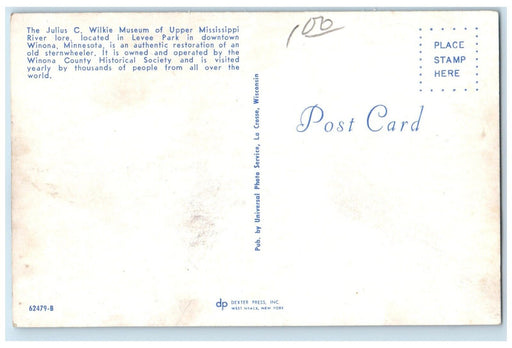 The Julius C. Wilkie Museum of Upper Mississippi
River lore, located in Levee Park in downtown
Winona, Minnesota, is an authentic restoration of an
old sternwheeler. It is owned and operated by the
Winona County Historical Society and is visited
yearly by thousands of people from all over the
world.
1.00
PLACE
STAMP
HERE
Pub. by Universal Photo Service, La Crosse, Wisconsin
Post Card
62479-B
dp DEXTER PRESS, INC.
WEST NYACK, NEW YORK